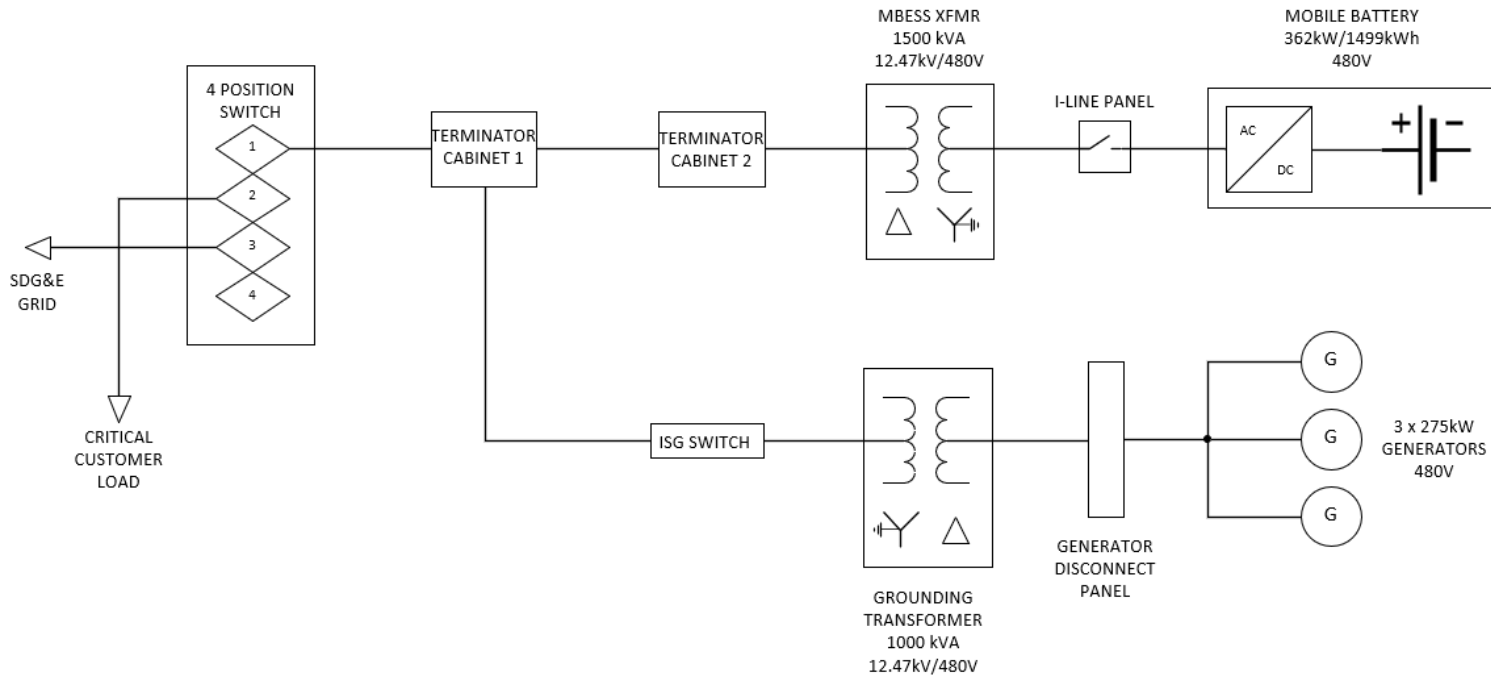 MBESS XFMR
1500 kVA
12.47kV/480V
MOBILE BATTERY
362kW/1499kWh
480V
4 POSITION
SWITCH
1
2
3
4
TERMINATOR
CABINET 1
TERMINATOR
CABINET 2
I-LINE PANEL
AC
DC
+
−
SDG&E
GRID
CRITICAL
CUSTOMER
LOAD
ISG SWITCH
GROUNDING
TRANSFORMER
1000 kVA
12.47kV/480V
GENERATOR
DISCONNECT
PANEL
G
G
G
3 x 275kW
GENERATORS
480V